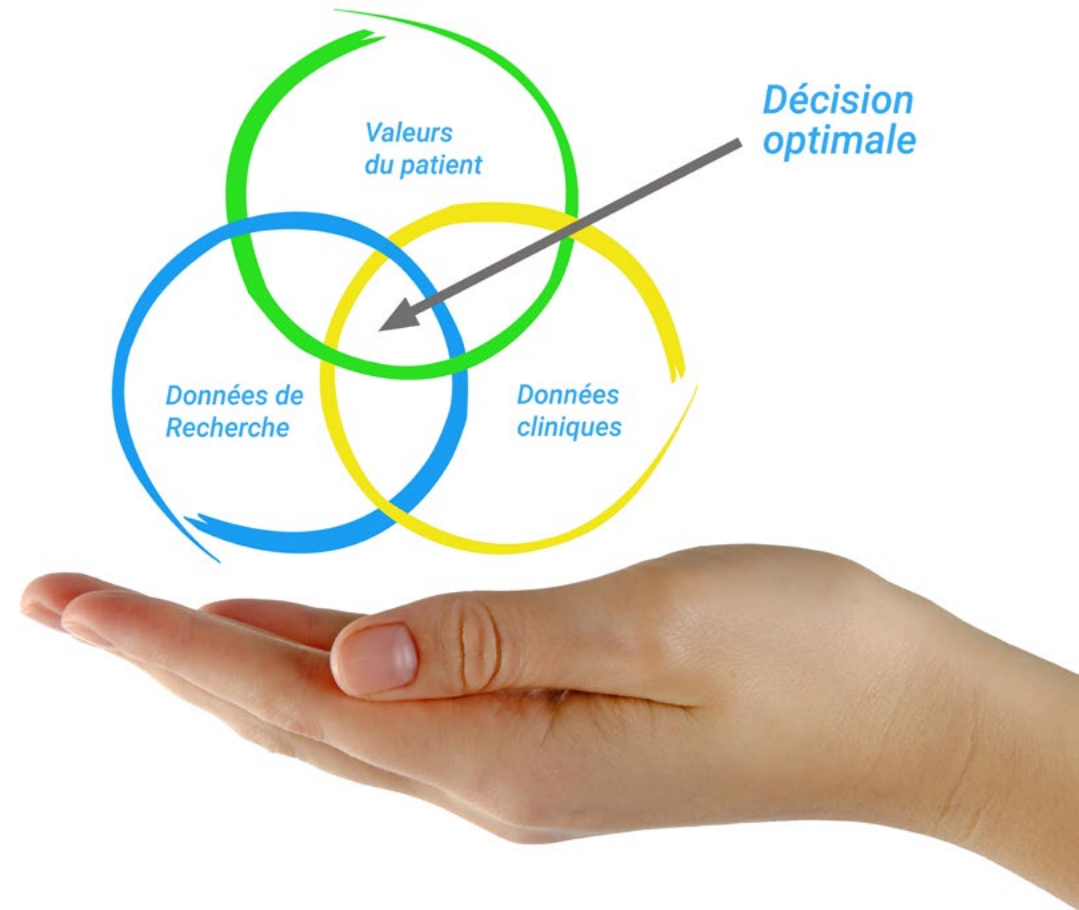 Valeurs
du patient
Décision
optimale
Données de
Recherche
Données
cliniques